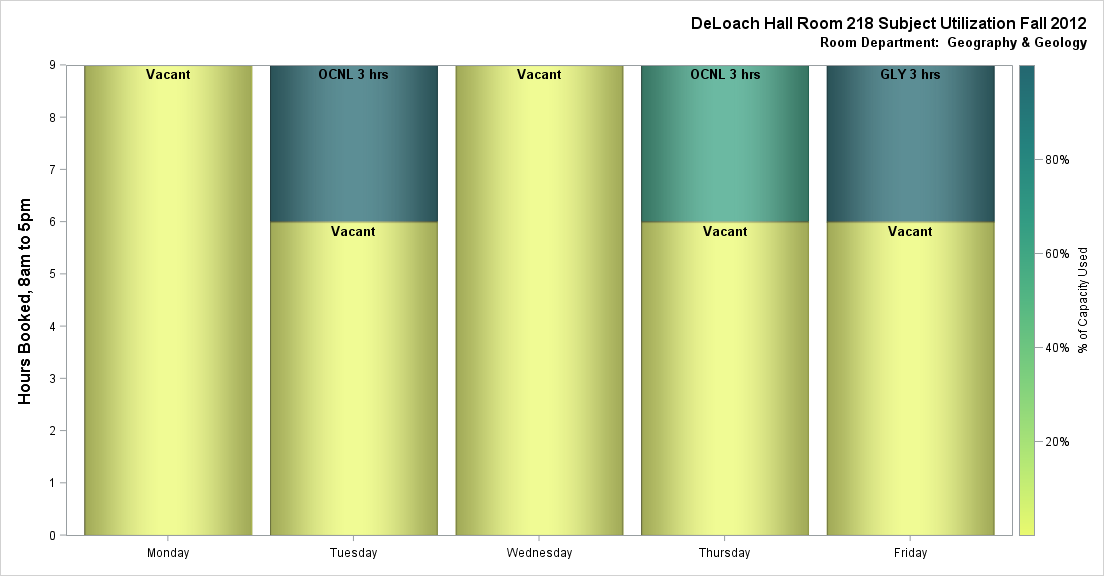 DeLoach Hall Room 218 Subject Utilization Fall 2012
Room Department:  Geography & Geology
Hours Booked, 8am to 5pm
9
8
7
6
5
4
3
2
1
0
Vacant
OCNL 3 hrs
Vacant
OCNL 3 hrs
GLY 3 hrs
Vacant
Vacant
Vacant
Monday
Tuesday
Wednesday
Thursday
Friday
80%
60%
40%
20%
% of Capacity Used